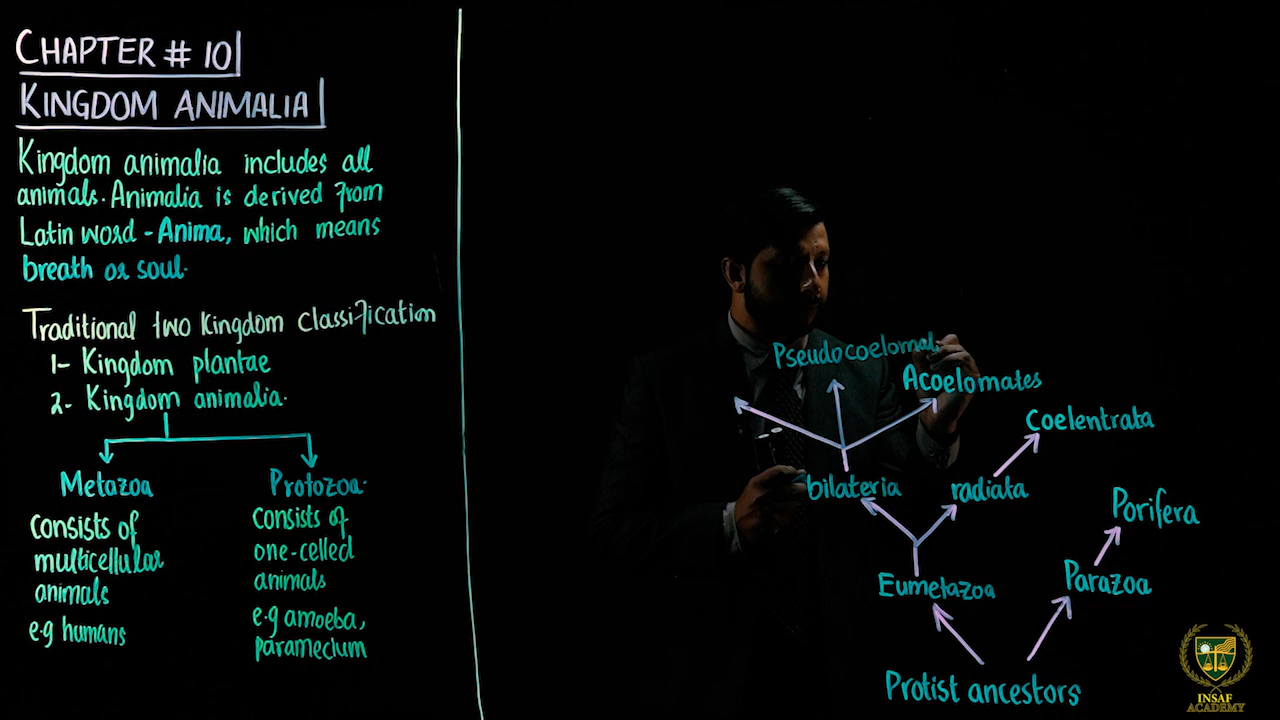 CHAPTER # 10
KINGDOM ANIMALIA
Kingdom animalia includes all
animals. Animalia is derived from
Latin word - Anima, which means
breath or soul.
Traditional two Kingdom classification
1- Kingdom plantae
2- Kingdom animalia.
Metazoa
consists of
multicellular
animals
e.g humans
Protozoa.
consists of
one-celled
animals
e.g amoeba,
paramecium
Pseudocoelomat
Acoelomates
Coelentrata
bilateria
radiata
Porifera
Eumetazoa
Parazoa
Protist ancestors
INSAF
ACADEMY